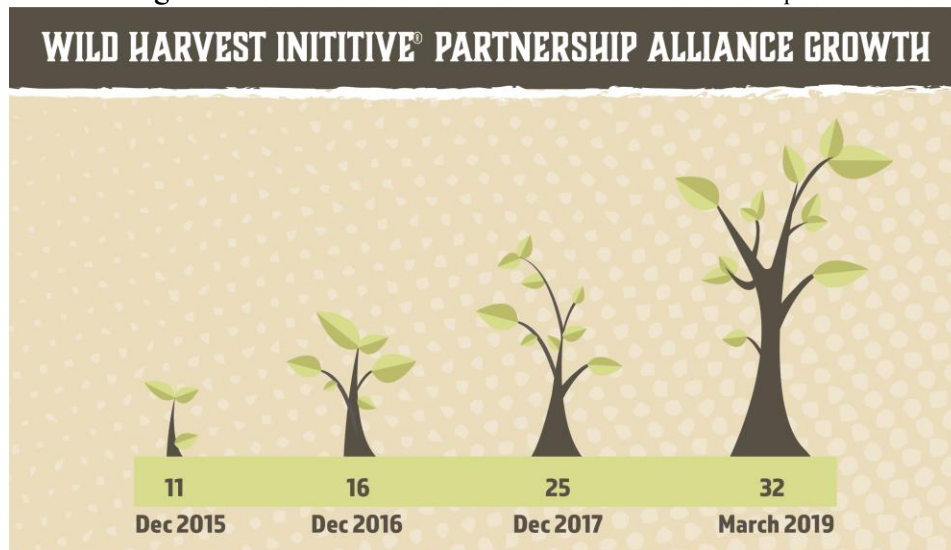 WILD HARVEST INITITIVE® PARTNERSHIP ALLIANCE GROWTH
11 16 25 32
Dec 2015 Dec 2016 Dec 2017 March 2019